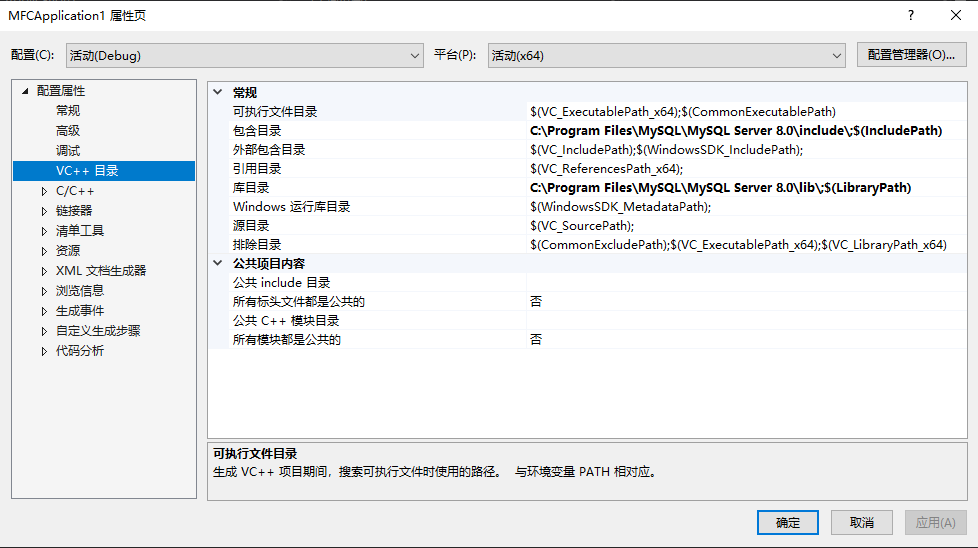 MFCApplication1 属性页
配置(C): 活动(Debug) 平台(P): 活动(x64) 配置管理器(O)...
配置属性
常规
高级
调试
VC++ 目录
C/C++
链接器
清单工具
资源
XML 文档生成器
浏览信息
生成事件
自定义生成步骤
代码分析
常规
可执行文件目录 $(VC_ExecutablePath_x64);$(CommonExecutablePath)
包含目录 C:\Program Files\MySQL\MySQL Server 8.0\include\;$(IncludePath)
外部包含目录 $(VC_IncludePath);$(WindowsSDK_IncludePath);
引用目录 $(VC_ReferencesPath_x64);
库目录 C:\Program Files\MySQL\MySQL Server 8.0\lib\;$(LibraryPath)
Windows 运行库目录 $(WindowsSDK_MetadataPath);
源目录 $(VC_SourcePath);
排除目录 $(CommonExcludePath);$(VC_ExecutablePath_x64);$(VC_LibraryPath_x64)
公共项目内容
公共 include 目录
所有标头文件都是公共的 否
公共 C++ 模块目录
所有模块都是公共的 否
可执行文件目录
生成 VC++ 项目期间，搜索可执行文件时使用的路径。 与环境变量 PATH 相对应。
确定 取消 应用(A)